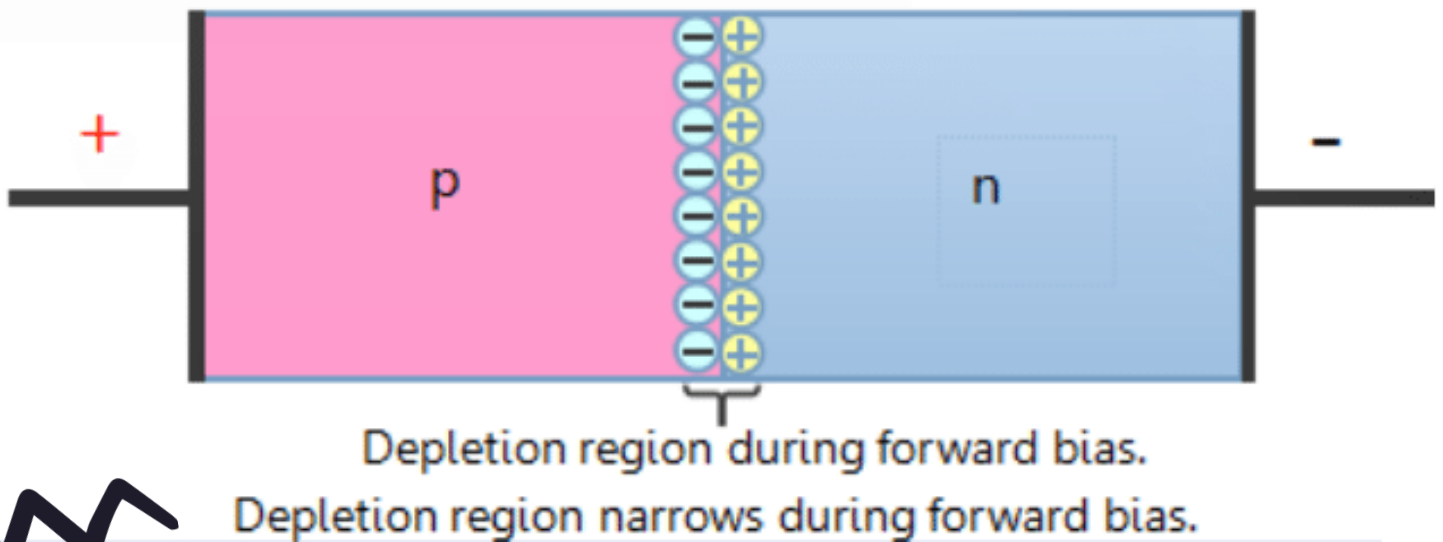 +
-
p
n
Depletion region during forward bias.
Depletion region narrows during forward bias.